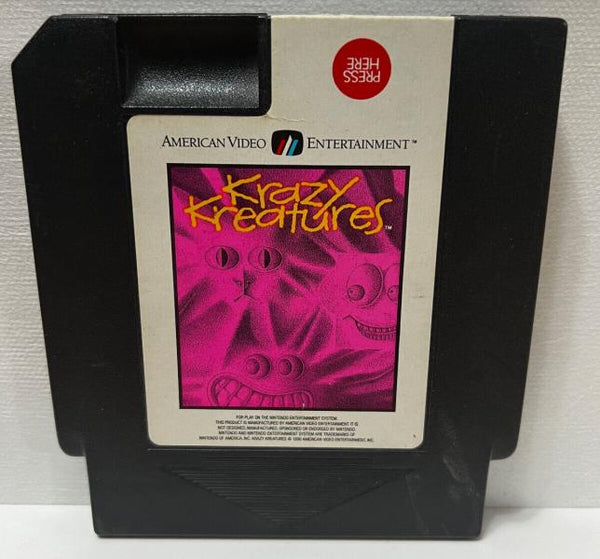 PRESS
HERE
AMERICAN VIDEO ENTERTAINMENT™
Krazy
Kreatures™
FOR PLAY ON THE NINTENDO ENTERTAINMENT SYSTEM.
THIS PRODUCT IS MANUFACTURED BY AMERICAN VIDEO ENTERTAINMENT. IT IS
NOT DESIGNED, MANUFACTURED, SPONSORED OR ENDORSED BY NINTENDO.
NINTENDO AND NINTENDO ENTERTAINMENT SYSTEM ARE TRADEMARKS OF
NINTENDO OF AMERICA, INC. KRAZY KREATURES © 1990 AMERICAN VIDEO ENTERTAINMENT, INC.